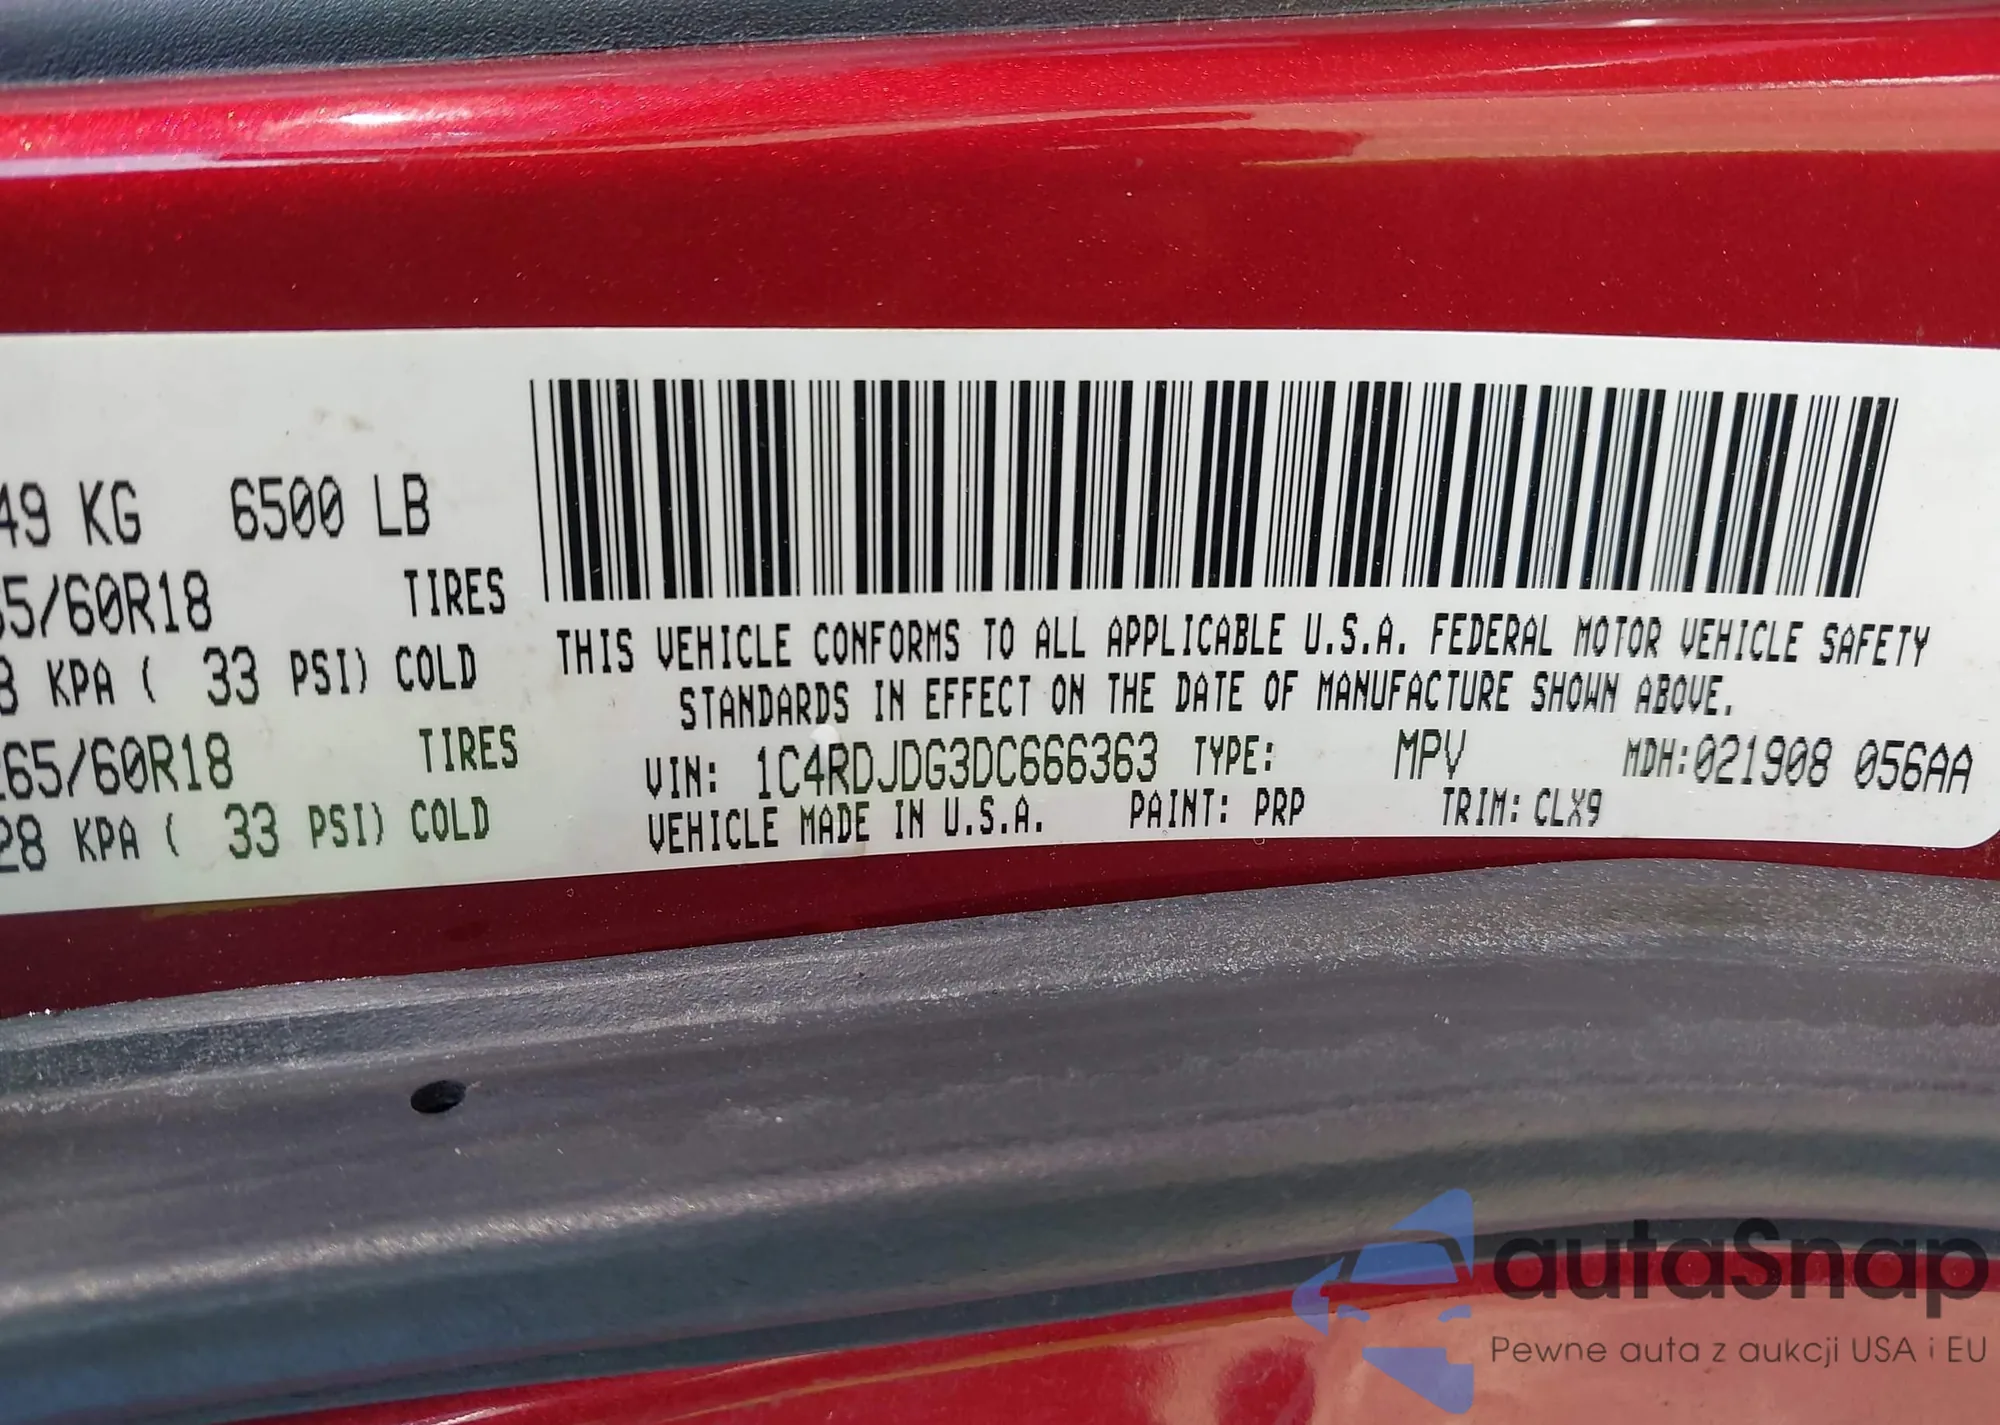 49 KG 6500 LB
65/60R18 TIRES
8 KPA ( 33 PSI) COLD
265/60R18 TIRES
28 KPA ( 33 PSI) COLD
THIS VEHICLE CONFORMS TO ALL APPLICABLE U.S.A. FEDERAL MOTOR VEHICLE SAFETY
STANDARDS IN EFFECT ON THE DATE OF MANUFACTURE SHOWN ABOVE.
VIN: 1C4RDJDG3DC666363 TYPE: MPV MDH:021908 056AA
VEHICLE MADE IN U.S.A. PAINT: PRP TRIM: CLX9
autaSnap
Pewne auta z aukcji USA i EU